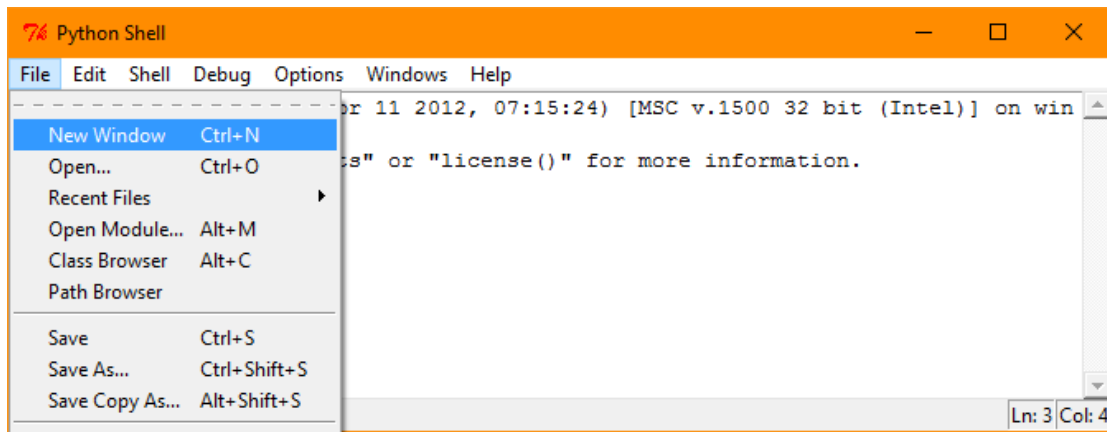 Python Shell
File Edit Shell Debug Options Windows Help
11 2012, 07:15:24) [MSC v.1500 32 bit (Intel)] on win
New Window Ctrl+N
Open... Ctrl+O
s" or "license()" for more information.
Recent Files
Open Module... Alt+M
Class Browser Alt+C
Path Browser
Save Ctrl+S
Save As... Ctrl+Shift+S
Save Copy As... Alt+Shift+S
Ln: 3 Col: 4